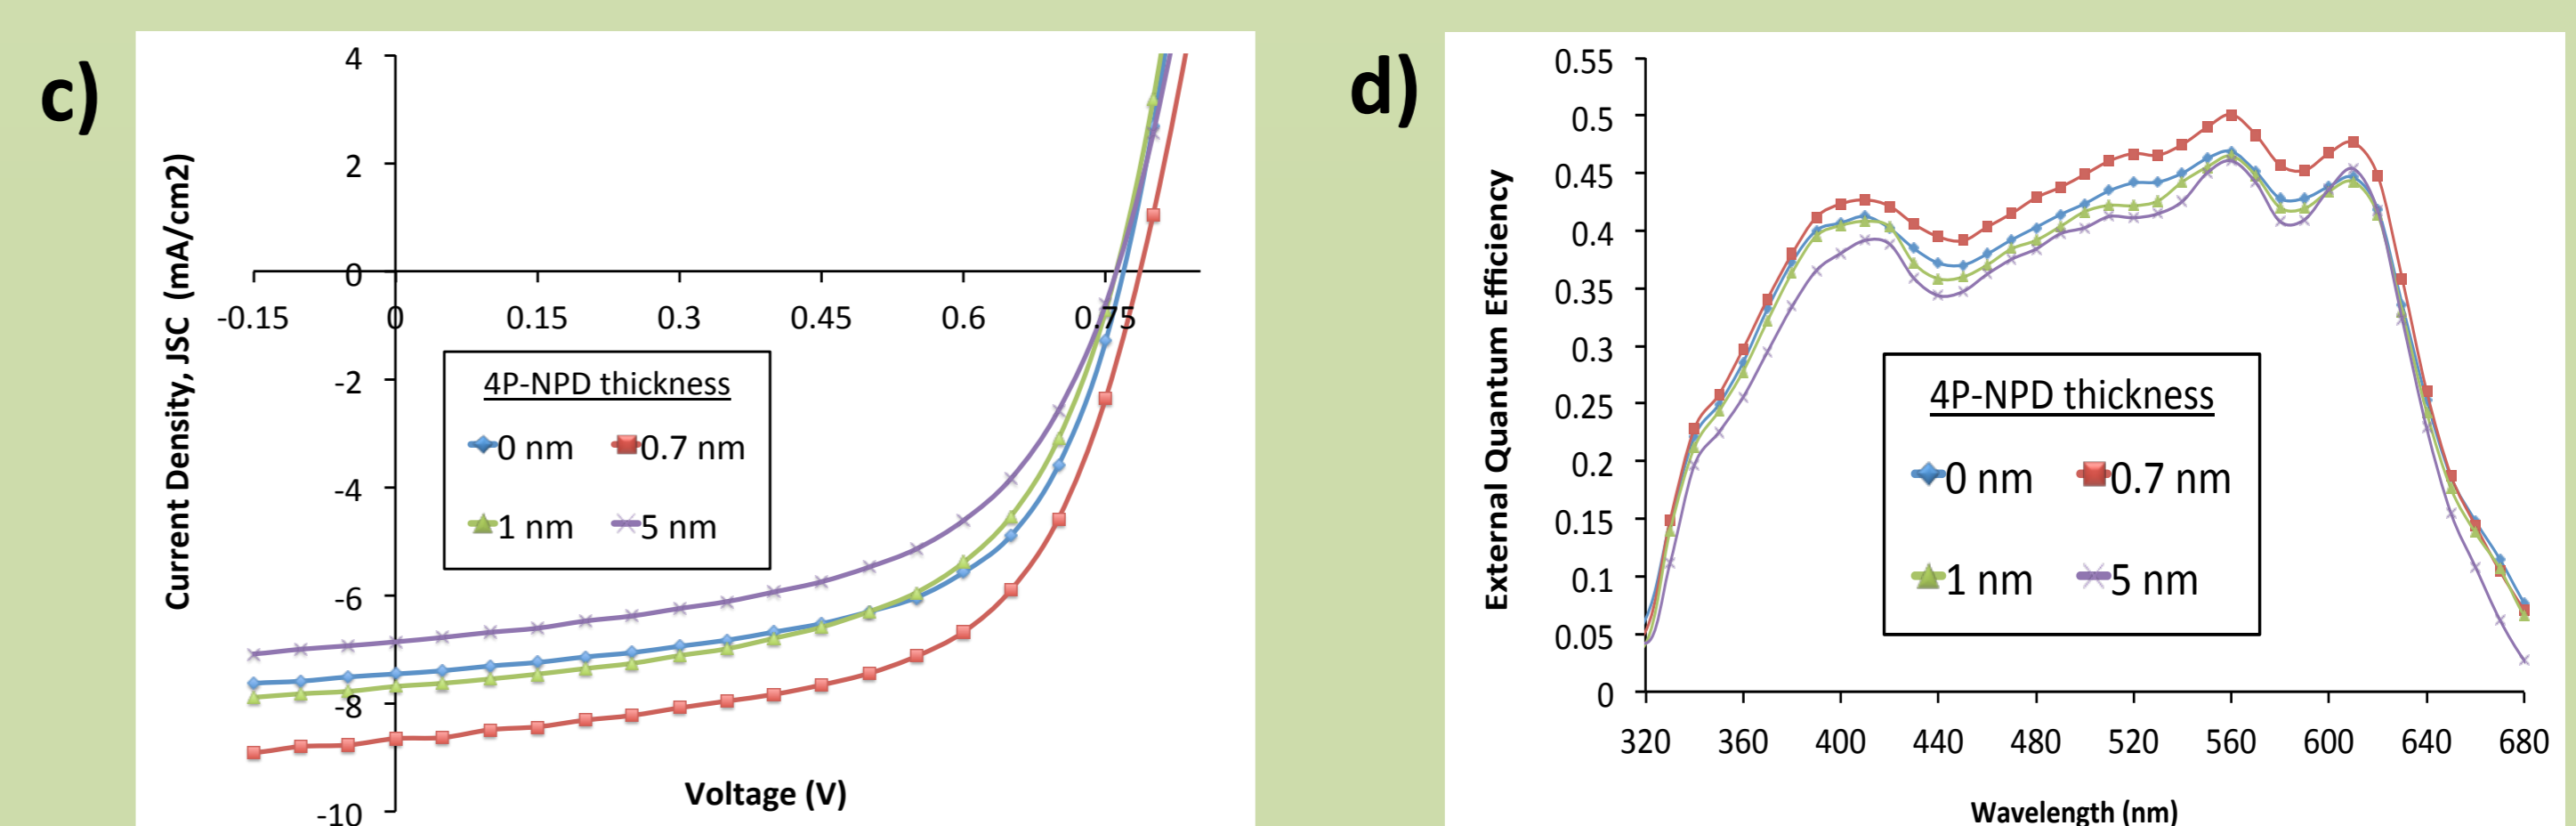 c)
Current Density, JSC (mA/cm2)
4
2
0
-2
-4
-6
-8
-10
-0.15 0 0.15 0.3 0.45 0.6 0.75
4P-NPD thickness
0 nm 0.7 nm
1 nm 5 nm
Voltage (V)
d)
External Quantum Efficiency
0.55
0.5
0.45
0.4
0.35
0.3
0.25
0.2
0.15
0.1
0.05
0
4P-NPD thickness
0 nm 0.7 nm
1 nm 5 nm
320 360 400 440 480 520 560 600 640 680
Wavelength (nm)